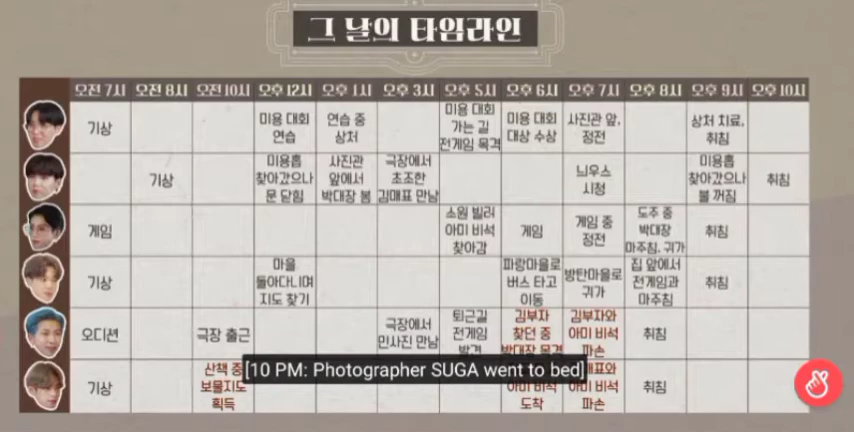 그 날의 타임라인
오전 7시 오전 8시 오전 10시 오후 12시 오후 1시 오후 3시 오후 5시 오후 6시 오후 7시 오후 8시 오후 9시 오후 10시
기상
미용 대회
연습
연습 중
상처
미용 대회
가는 길
전게임 목격
미용 대회
대상 수상
사진관 앞,
정전
상처 치료,
취침
기상
미용홉
찾아갔으나
문 닫힘
사진관
앞에서
박대장 봄
극장에서
초조한
김매표 만남
늬우스
시청
미용홉
찾아갔으나
불 꺼짐
취침
게임
소원 빌러
아미 비석
찾아감
게임
게임 중
정전
도주 중
박대장
마주침, 귀가
취침
기상
마을
돌아다니며
지도 찾기
파랑마을로
버스 타고
이동
방탄마을로
귀가
집 앞에서
전게임과
마주침
취침
오디션
극장 출근
극장에서
민사진 만남
퇴근길
전게임
발견
김부자
찾던 중
박대장 목격
김부자와
아미 비석
파손
취침
기상
산책 중
보물지도
획득
아미 비석
도착
매표와
아미 비석
파손
취침
[10 PM: Photographer SUGA went to bed]